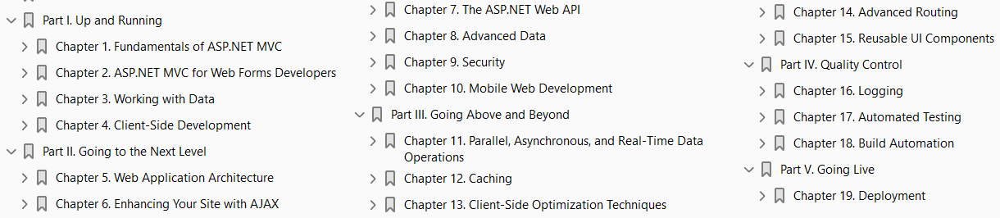 Part I. Up and Running
Chapter 1. Fundamentals of ASP.NET MVC
Chapter 2. ASP.NET MVC for Web Forms Developers
Chapter 3. Working with Data
Chapter 4. Client-Side Development
Part II. Going to the Next Level
Chapter 5. Web Application Architecture
Chapter 6. Enhancing Your Site with AJAX
Chapter 7. The ASP.NET Web API
Chapter 8. Advanced Data
Chapter 9. Security
Chapter 10. Mobile Web Development
Part III. Going Above and Beyond
Chapter 11. Parallel, Asynchronous, and Real-Time Data
Operations
Chapter 12. Caching
Chapter 13. Client-Side Optimization Techniques
Chapter 14. Advanced Routing
Chapter 15. Reusable UI Components
Part IV. Quality Control
Chapter 16. Logging
Chapter 17. Automated Testing
Chapter 18. Build Automation
Part V. Going Live
Chapter 19. Deployment